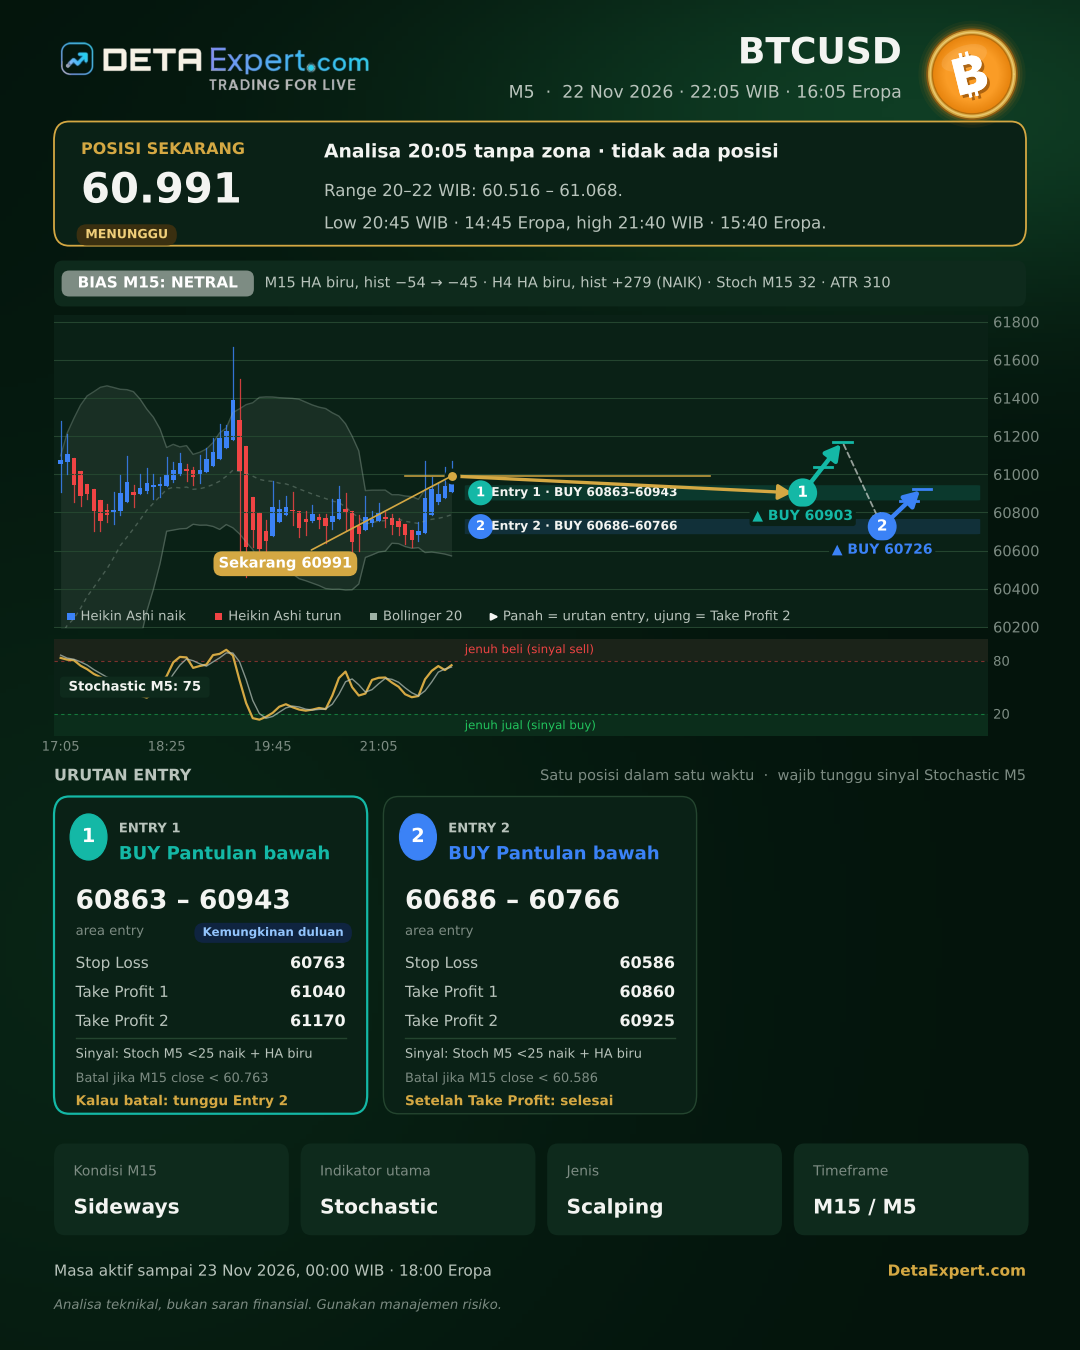 DETA Expert.com
TRADING FOR LIVE
BTCUSD
M5 · 22 Nov 2026 · 22:05 WIB · 16:05 Eropa
POSISI SEKARANG
60.991
MENUNGGU
Analisa 20:05 tanpa zona · tidak ada posisi
Range 20–22 WIB: 60.516 – 61.068.
Low 20:45 WIB · 14:45 Eropa, high 21:40 WIB · 15:40 Eropa.
BIAS M15: NETRAL
M15 HA biru, hist −54 → −45 · H4 HA biru, hist +279 (NAIK) · Stoch M15 32 · ATR 310
61800
61600
61400
61200
61000
60800
60600
60400
60200
1 Entry 1 · BUY 60863–60943
2 Entry 2 · BUY 60686–60766
1
▲ BUY 60903
2
▲ BUY 60726
Sekarang 60991
Heikin Ashi naik
Heikin Ashi turun
Bollinger 20
Panah = urutan entry, ujung = Take Profit 2
jenuh beli (sinyal sell)
80
Stochastic M5: 75
20
jenuh jual (sinyal buy)
17:05 18:25 19:45 21:05
URUTAN ENTRY
Satu posisi dalam satu waktu · wajib tunggu sinyal Stochastic M5
1
ENTRY 1
BUY Pantulan bawah
60863 – 60943
area entry
Kemungkinan duluan
Stop Loss 60763
Take Profit 1 61040
Take Profit 2 61170
Sinyal: Stoch M5 <25 naik + HA biru
Batal jika M15 close < 60.763
Kalau batal: tunggu Entry 2
2
ENTRY 2
BUY Pantulan bawah
60686 – 60766
area entry
Stop Loss 60586
Take Profit 1 60860
Take Profit 2 60925
Sinyal: Stoch M5 <25 naik + HA biru
Batal jika M15 close < 60.586
Setelah Take Profit: selesai
Kondisi M15
Sideways
Indikator utama
Stochastic
Jenis
Scalping
Timeframe
M15 / M5
Masa aktif sampai 23 Nov 2026, 00:00 WIB · 18:00 Eropa
DetaExpert.com
Analisa teknikal, bukan saran finansial. Gunakan manajemen risiko.